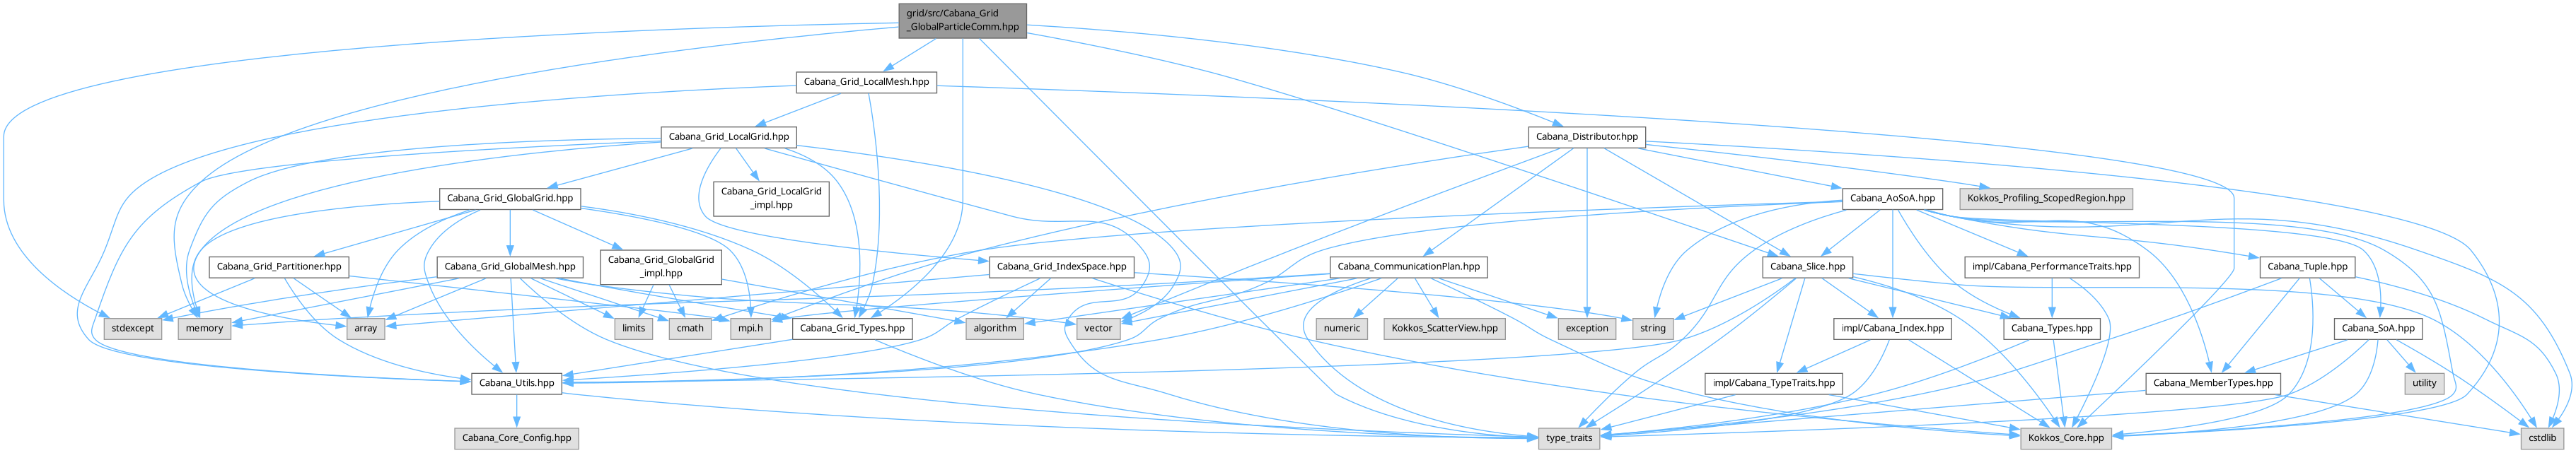 grid/src/Cabana_Grid
_GlobalParticleComm.hpp
Cabana_Grid_LocalMesh.hpp
Cabana_Grid_LocalGrid.hpp
Cabana_Distributor.hpp
Cabana_Grid_GlobalGrid.hpp
Cabana_Grid_LocalGrid
_impl.hpp
Cabana_AoSoA.hpp
Kokkos_Profiling_ScopedRegion.hpp
Cabana_Grid_Partitioner.hpp
Cabana_Grid_GlobalMesh.hpp
Cabana_Grid_GlobalGrid
_impl.hpp
Cabana_Grid_IndexSpace.hpp
Cabana_CommunicationPlan.hpp
Cabana_Slice.hpp
impl/Cabana_PerformanceTraits.hpp
Cabana_Tuple.hpp
stdexcept
memory
array
limits
cmath
mpi.h
Cabana_Grid_Types.hpp
algorithm
vector
numeric
Kokkos_ScatterView.hpp
exception
string
impl/Cabana_Index.hpp
Cabana_Types.hpp
Cabana_SoA.hpp
Cabana_Utils.hpp
impl/Cabana_TypeTraits.hpp
Cabana_MemberTypes.hpp
utility
Cabana_Core_Config.hpp
type_traits
Kokkos_Core.hpp
cstdlib